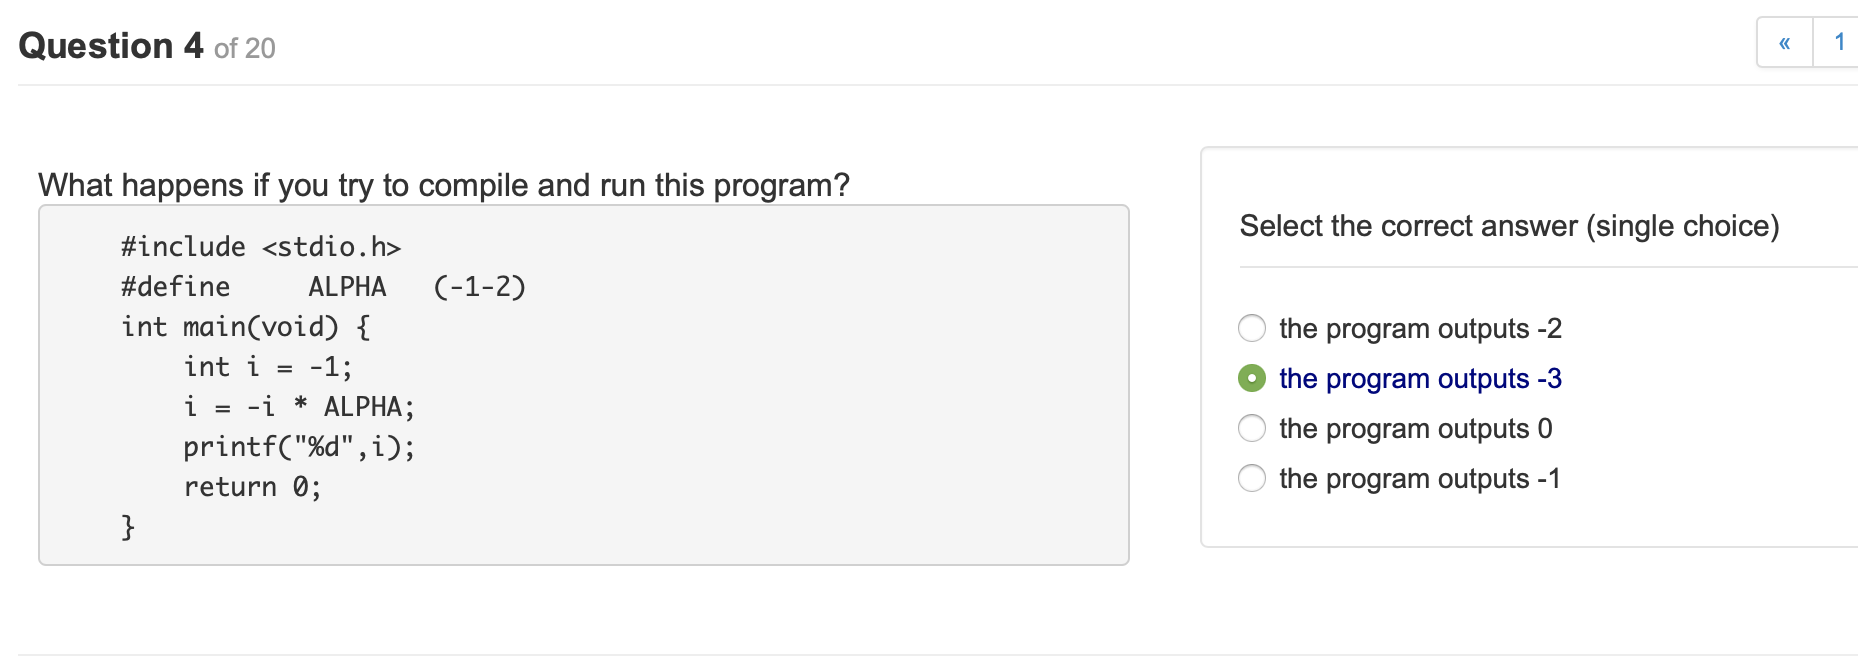 Question 4 of 20
« 1
What happens if you try to compile and run this program?
#include <stdio.h>
#define     ALPHA   (-1-2)
int main(void) {
    int i = -1;
    i = -i * ALPHA;
    printf("%d",i);
    return 0;
}
Select the correct answer (single choice)
the program outputs -2
the program outputs -3
the program outputs 0
the program outputs -1